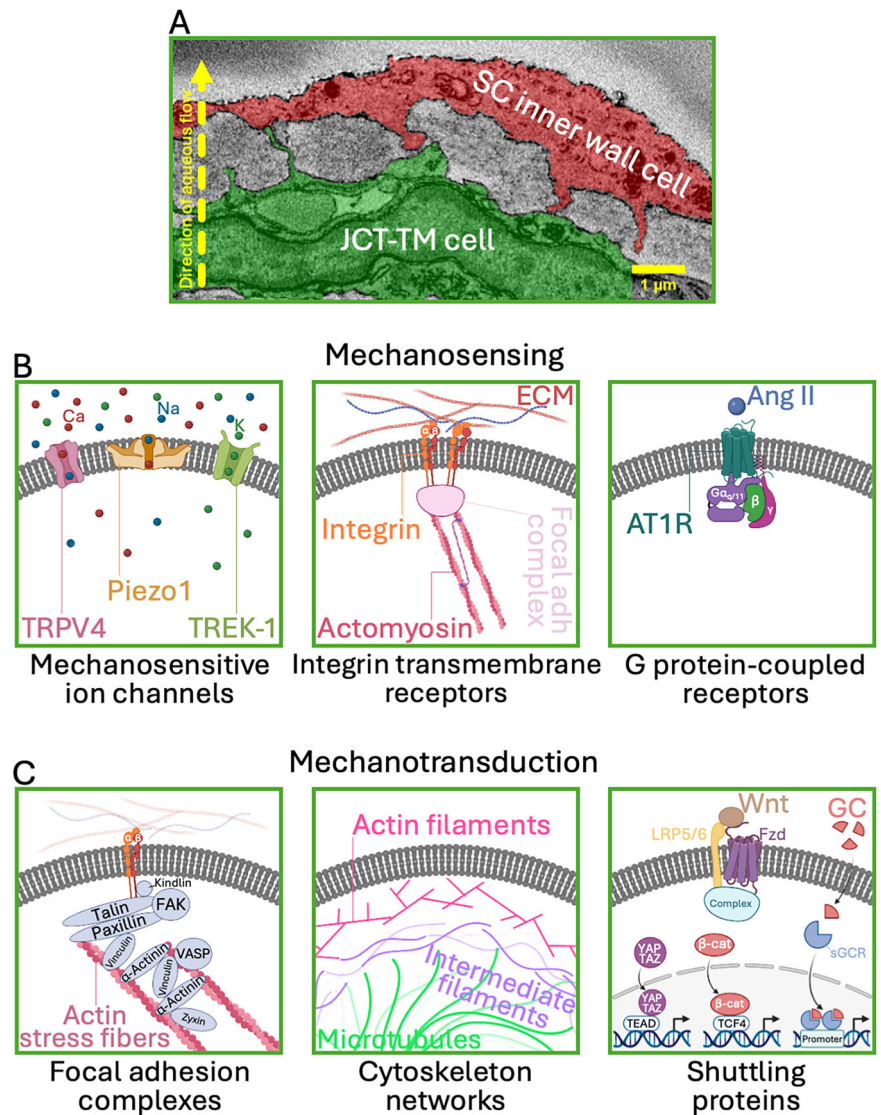 A
Direction of aqueous flow
SC inner wall cell
JCT-TM cell
1 µm
B
Mechanosensing
Ca
Na
K
TRPV4
Piezo1
TREK-1
Mechanosensitive
ion channels
ECM
α β
Integrin
Focal adh
complex
Actomyosin
Integrin transmembrane
receptors
Ang II
Gαq/11
β
γ
AT1R
G protein-coupled
receptors
C
Mechanotransduction
α β
Kindlin
Talin
FAK
Paxillin
Vinculin
α-Actinin
VASP
Vinculin
α-Actinin
Zyxin
Actin
stress fibers
Focal adhesion
complexes
Actin filaments
Intermediate
filaments
Microtubules
Cytoskeleton
networks
Wnt
LRP5/6
Fzd
Complex
GC
sGCR
YAP
TAZ
β-cat
YAP
TAZ
β-cat
TEAD
TCF4
Promoter
Shuttling
proteins